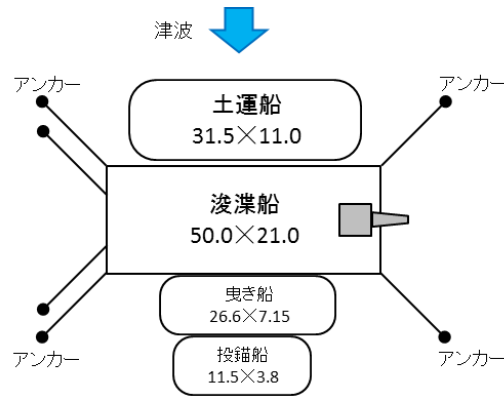 津波
アンカー
アンカー
土運船
31.5×11.0
浚渫船
50.0×21.0
曳き船
26.6×7.15
投錨船
11.5×3.8
アンカー
アンカー